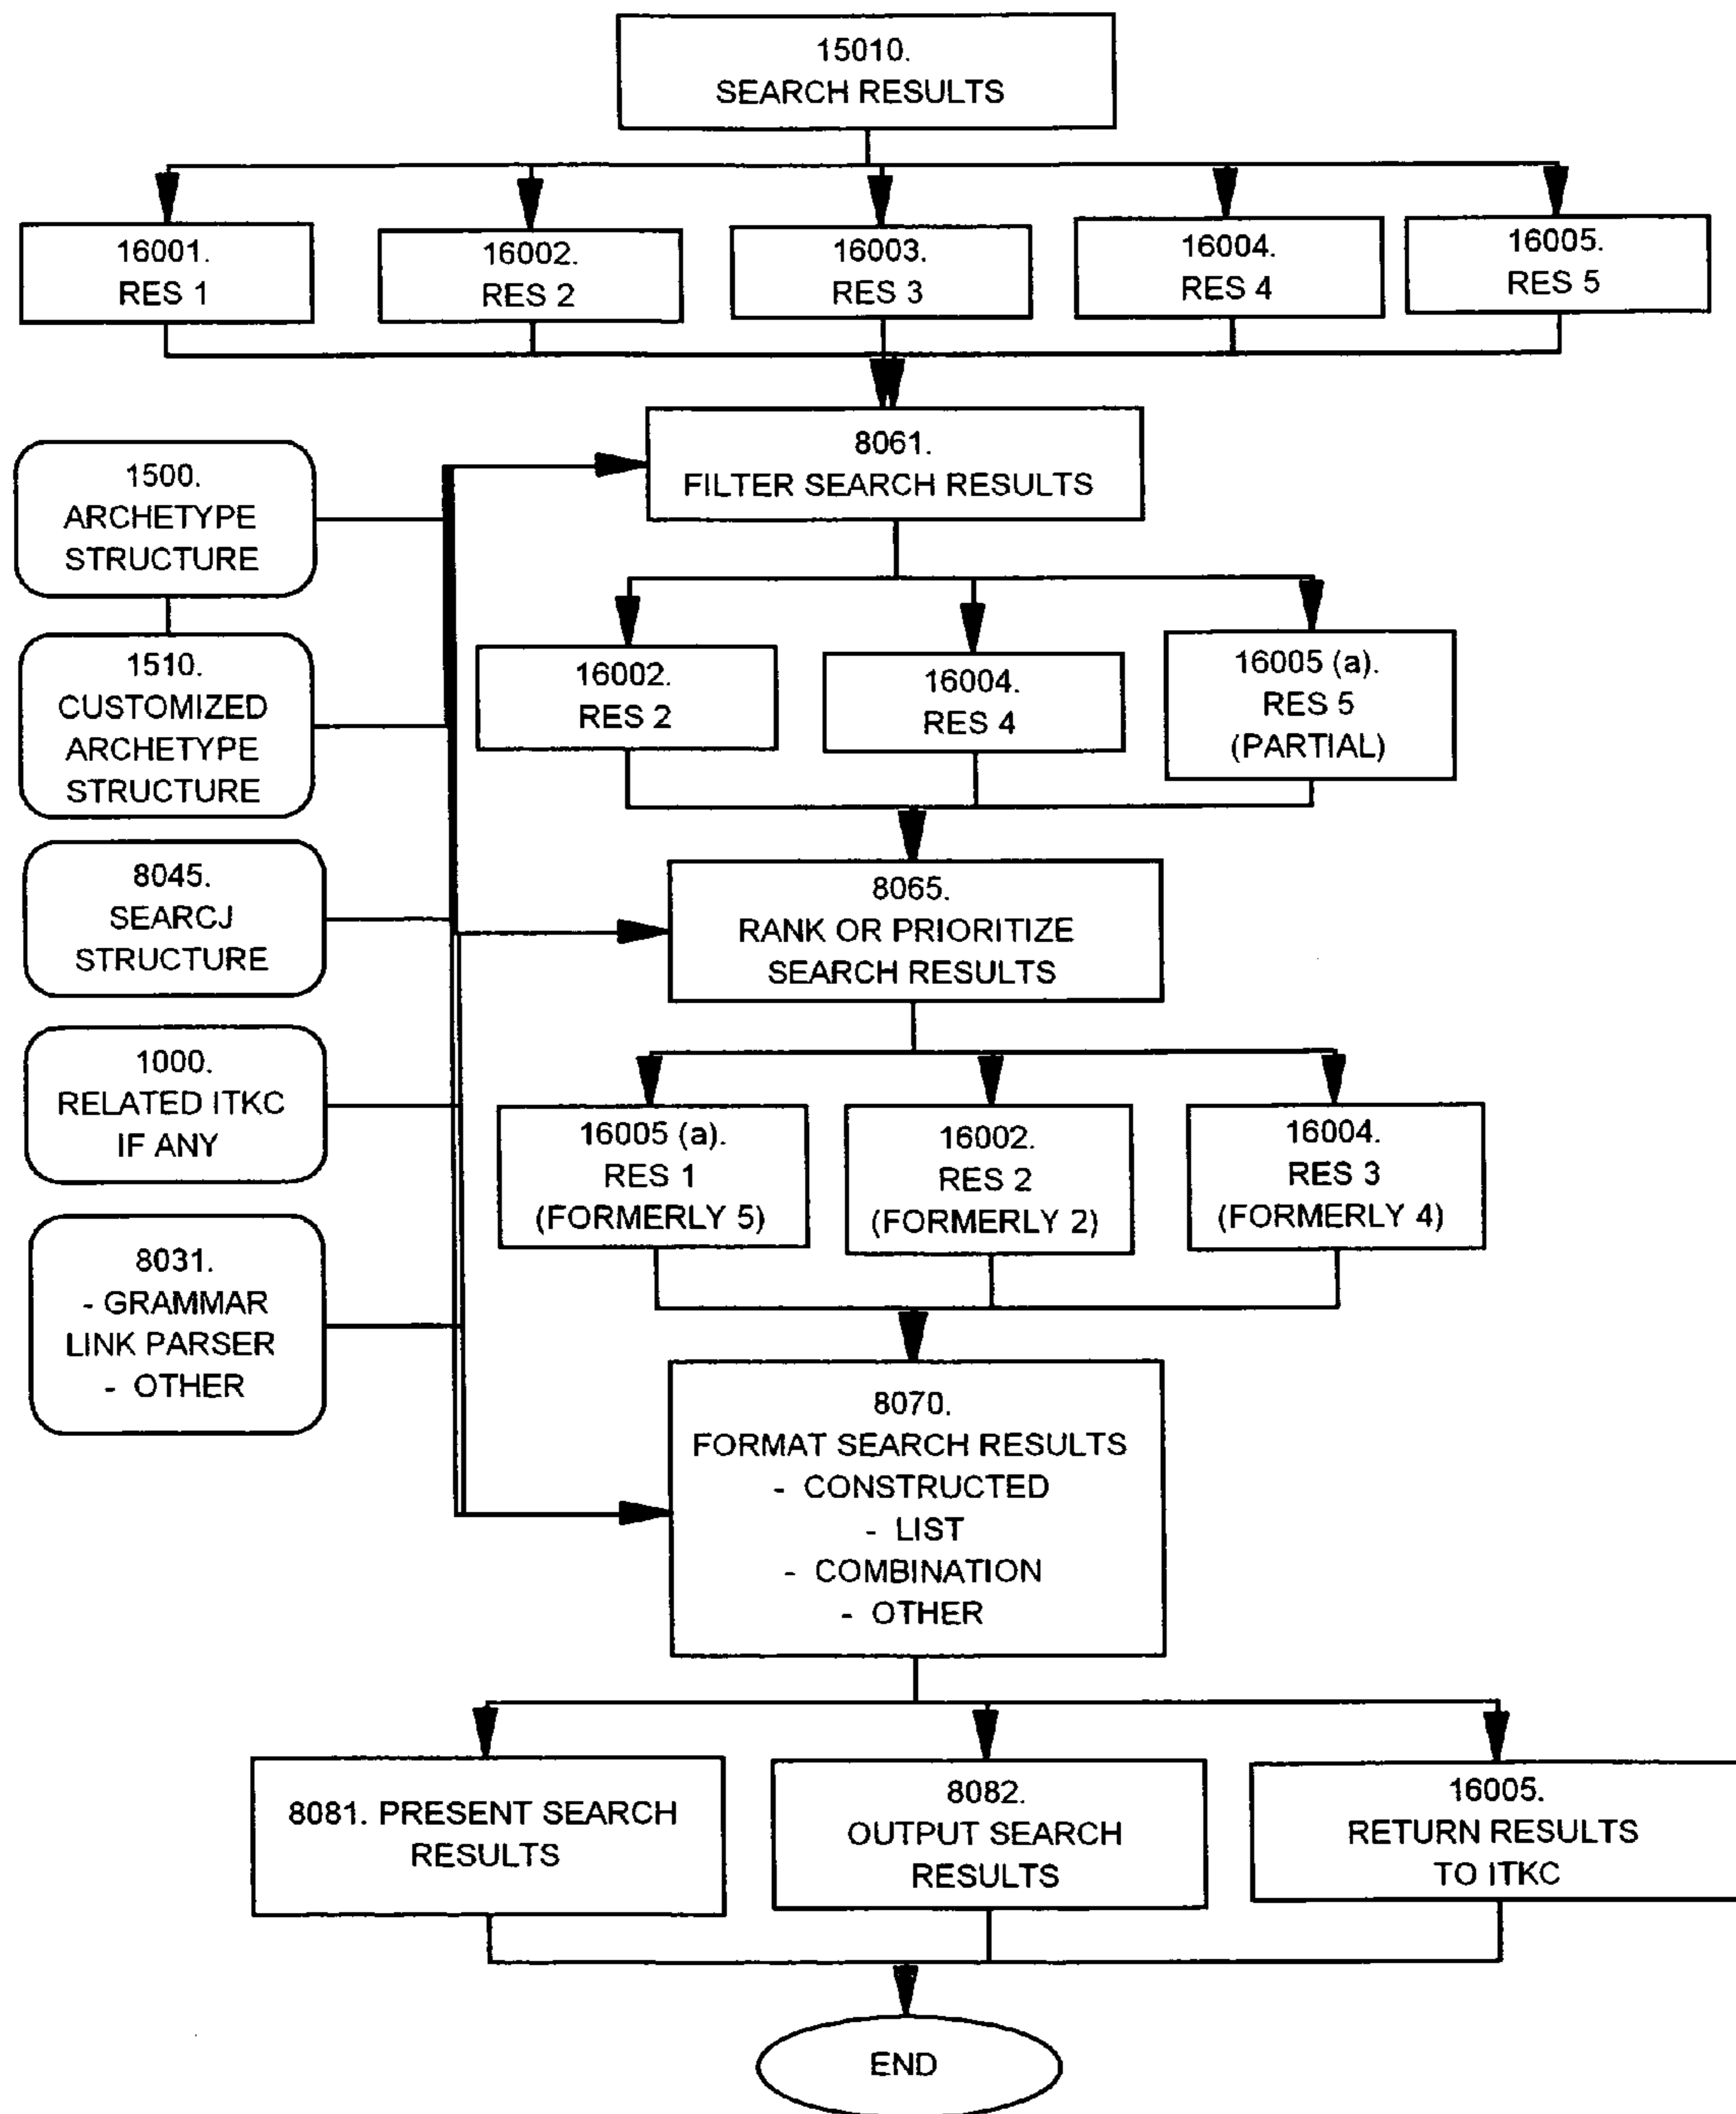 15010.
SEARCH RESULTS
16001.
RES 1
16002.
RES 2
16003.
RES 3
16004.
RES 4
16005.
RES 5
8061.
FILTER SEARCH RESULTS
1500.
ARCHETYPE
STRUCTURE
1510.
CUSTOMIZED
ARCHETYPE
STRUCTURE
16002.
RES 2
16004.
RES 4
16005 (a).
RES 5
(PARTIAL)
8045.
SEARCJ
STRUCTURE
8065.
RANK OR PRIORITIZE
SEARCH RESULTS
1000.
RELATED ITKC
IF ANY
16005 (a).
RES 1
(FORMERLY 5)
16002.
RES 2
(FORMERLY 2)
16004.
RES 3
(FORMERLY 4)
8031.
- GRAMMAR
LINK PARSER
- OTHER
8070.
FORMAT SEARCH RESULTS
- CONSTRUCTED
- LIST
- COMBINATION
- OTHER
8081. PRESENT SEARCH
RESULTS
8082.
OUTPUT SEARCH
RESULTS
16005.
RETURN RESULTS
TO ITKC
END